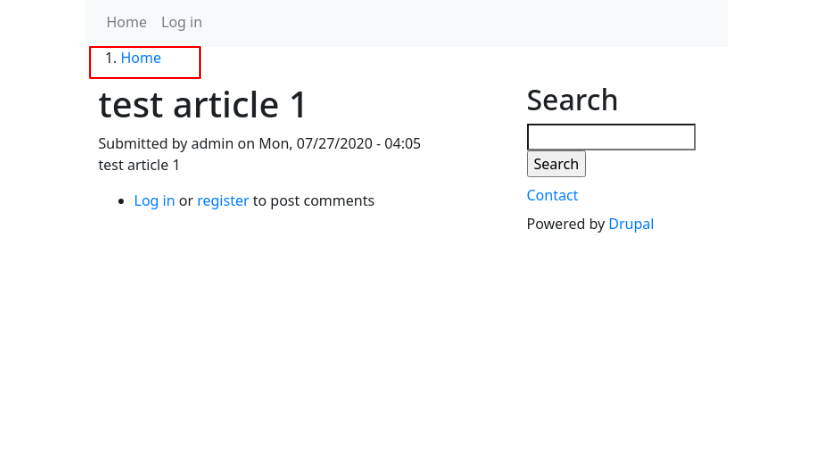 Home Log in
1. Home
test article 1
Submitted by admin on Mon, 07/27/2020 - 04:05
test article 1
• Log in or register to post comments
Search
Search
Contact
Powered by Drupal